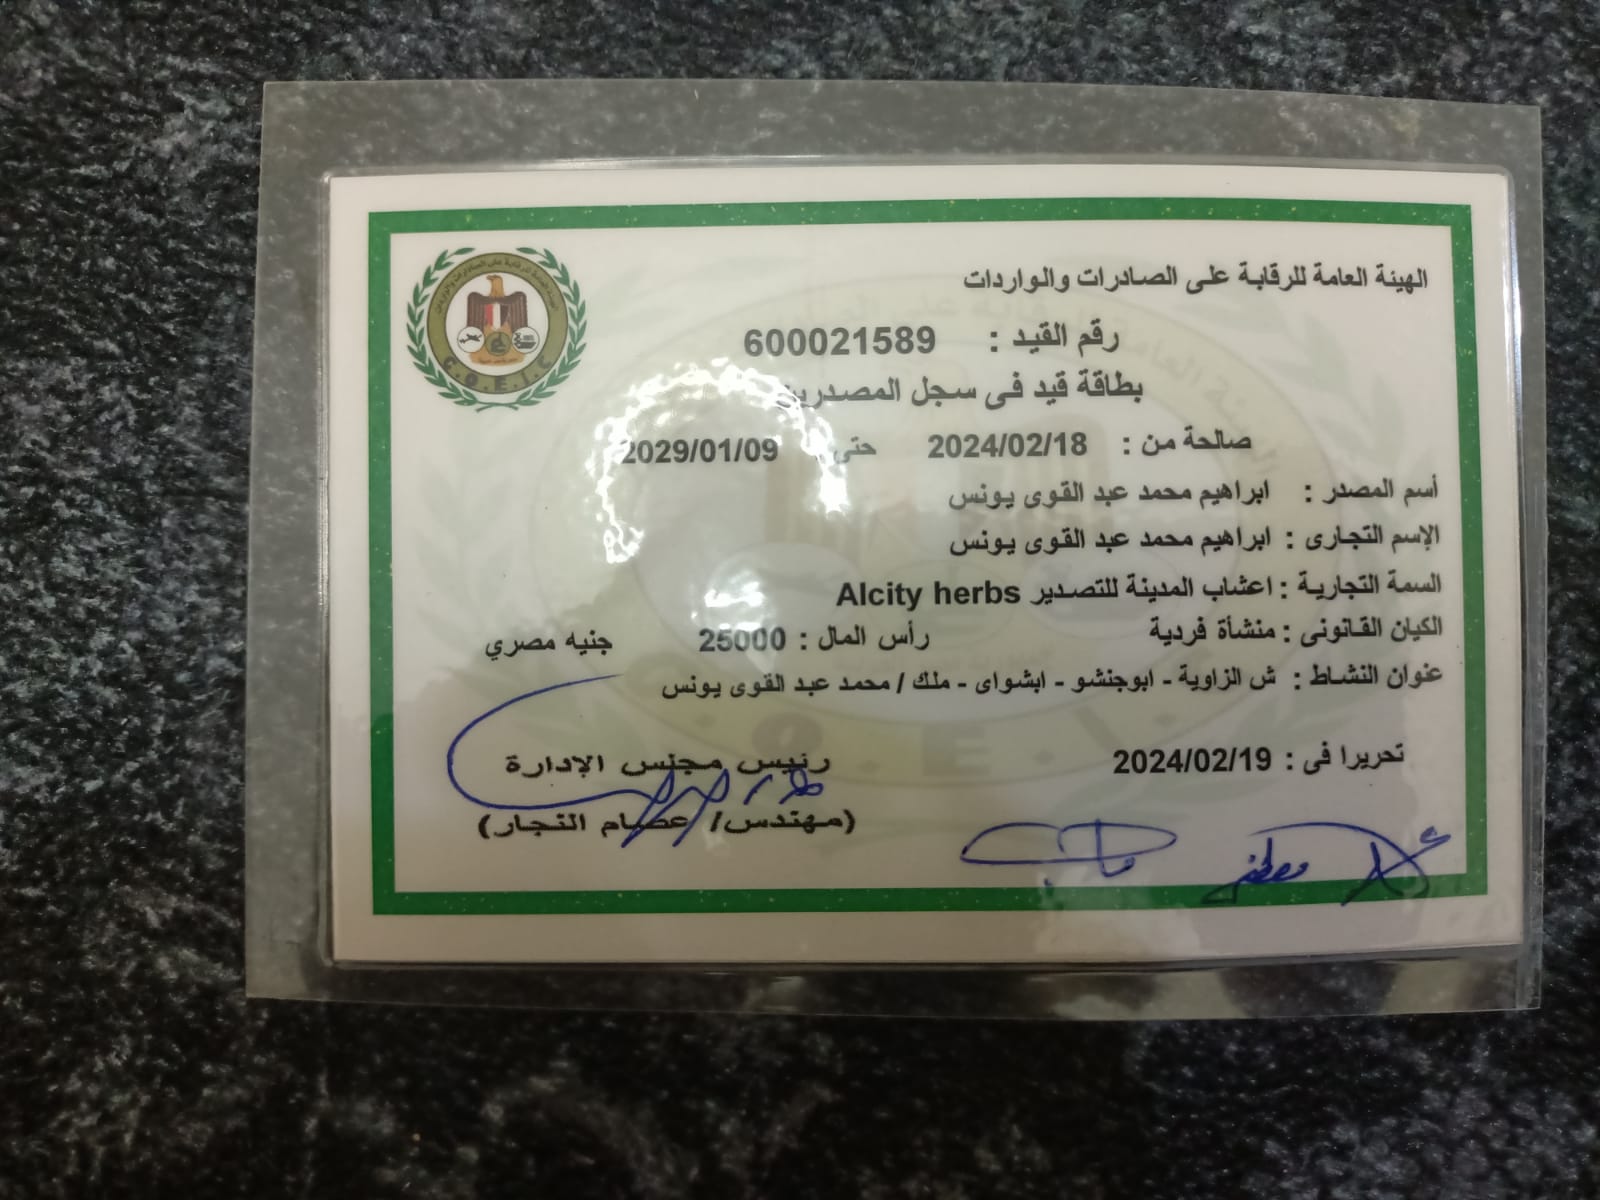 الهيئة العامة للرقابة على الصادرات والواردات
رقم القيد : 600021589
بطاقة قيد فى سجل المصدرين
صالحة من : 2024/02/18 حتى : 2029/01/09
أسم المصدر : ابراهيم محمد عبد القوى يونس
الإسم التجارى : ابراهيم محمد عبد القوى يونس
السمة التجارية : اعشاب المدينة للتصدير Alcity herbs
الكيان القانونى : منشأة فردية رأس المال : 25000 جنيه مصري
عنوان النشاط : ش الزاوية - ابوجنشو - ابشواى - ملك / محمد عبد القوى يونس
تحريرا فى : 2024/02/19
رئيس مجلس الإدارة
(مهندس/ عصام النجار)
G.O.E.I.C